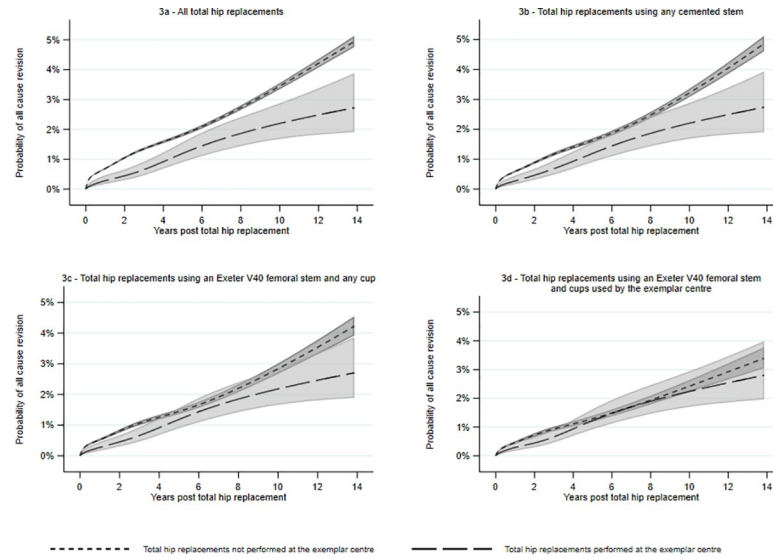 3a - All total hip replacements
Probability of all cause revision
5%
4%
3%
2%
1%
0%
0 2 4 6 8 10 12 14
Years post total hip replacement
3b - Total hip replacements using any cemented stem
Probability of all cause revision
5%
4%
3%
2%
1%
0%
0 2 4 6 8 10 12 14
Years post total hip replacement
3c - Total hip replacements using an Exeter V40 femoral stem and any cup
Probability of all cause revision
5%
4%
3%
2%
1%
0%
0 2 4 6 8 10 12 14
Years post total hip replacement
3d - Total hip replacements using an Exeter V40 femoral stem
and cups used by the exemplar centre
Probability of all cause revision
5%
4%
3%
2%
1%
0%
0 2 4 6 8 10 12 14
Years post total hip replacement
Total hip replacements not performed at the exemplar centre
Total hip replacements performed at the exemplar centre